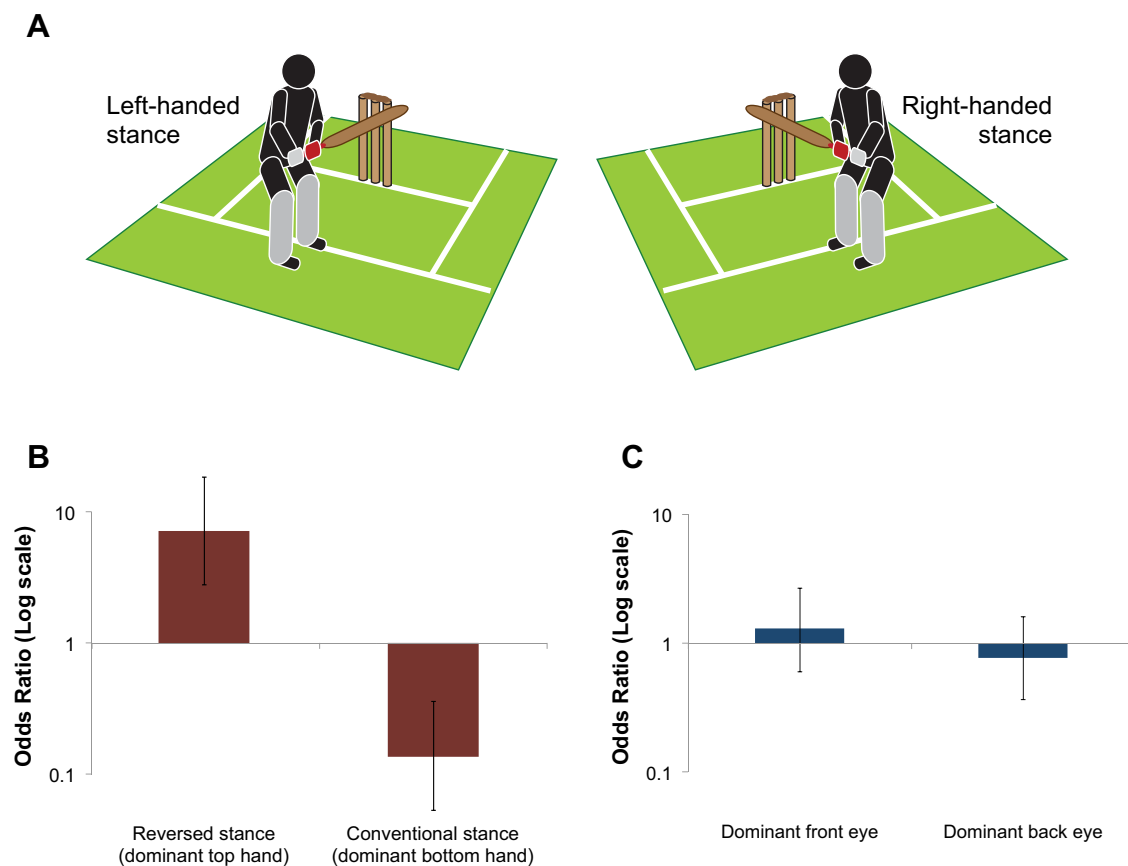 A
Left-handed
stance
Right-handed
stance
B
Odds Ratio (Log scale)
10
1
0.1
Reversed stance
(dominant top hand)
Conventional stance
(dominant bottom hand)
C
Odds Ratio (Log scale)
10
1
0.1
Dominant front eye
Dominant back eye